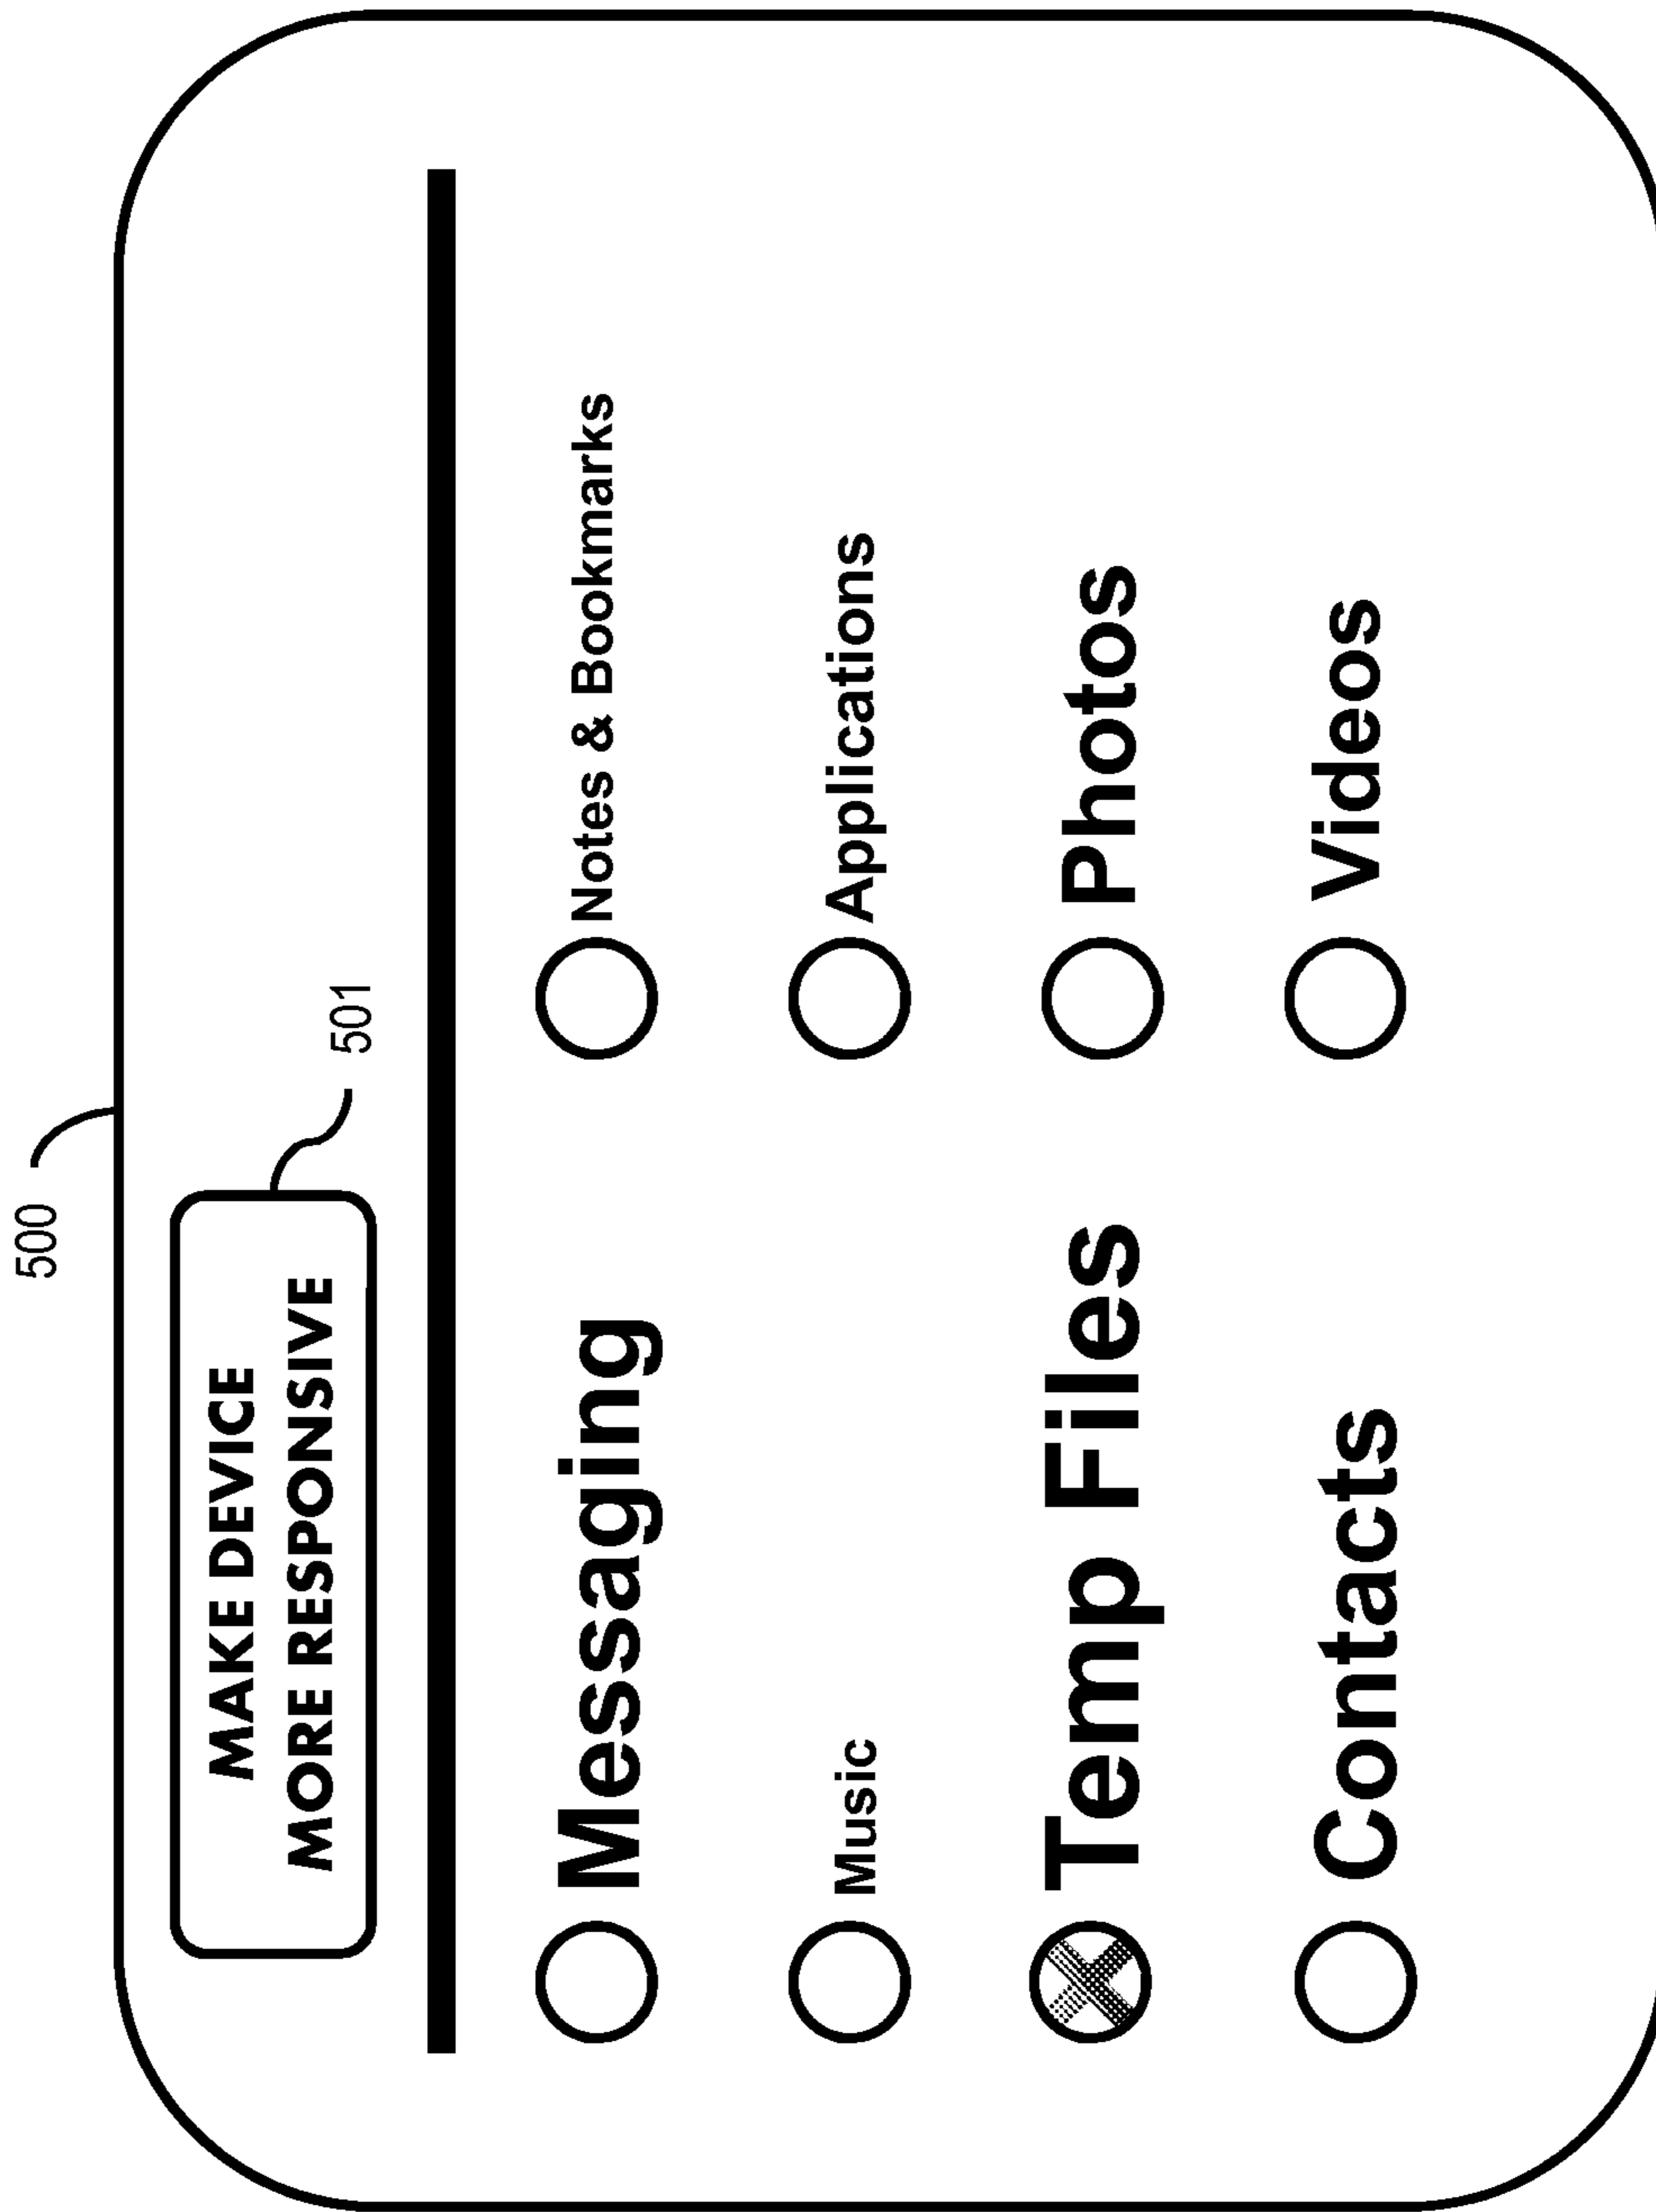 500
MAKE DEVICE
MORE RESPONSIVE
501
Messaging
Notes & Bookmarks
Music
Applications
Temp Files
Photos
Contacts
Videos